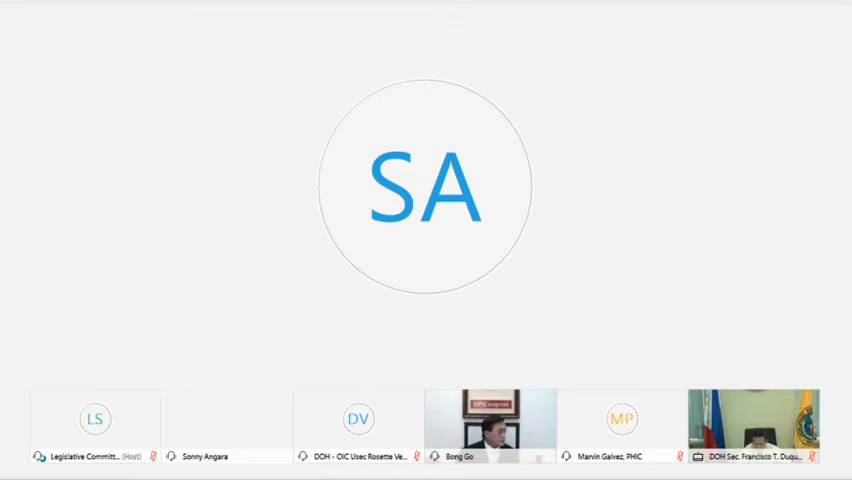 SA
LS
DV
MP
Legislative Committ... (Host)
Sonny Angara
DOH - OIC Usec Rosette Ve...
Bong Go
Marvin Galvez, PHIC
DOH Sec. Francisco T. Duqu...